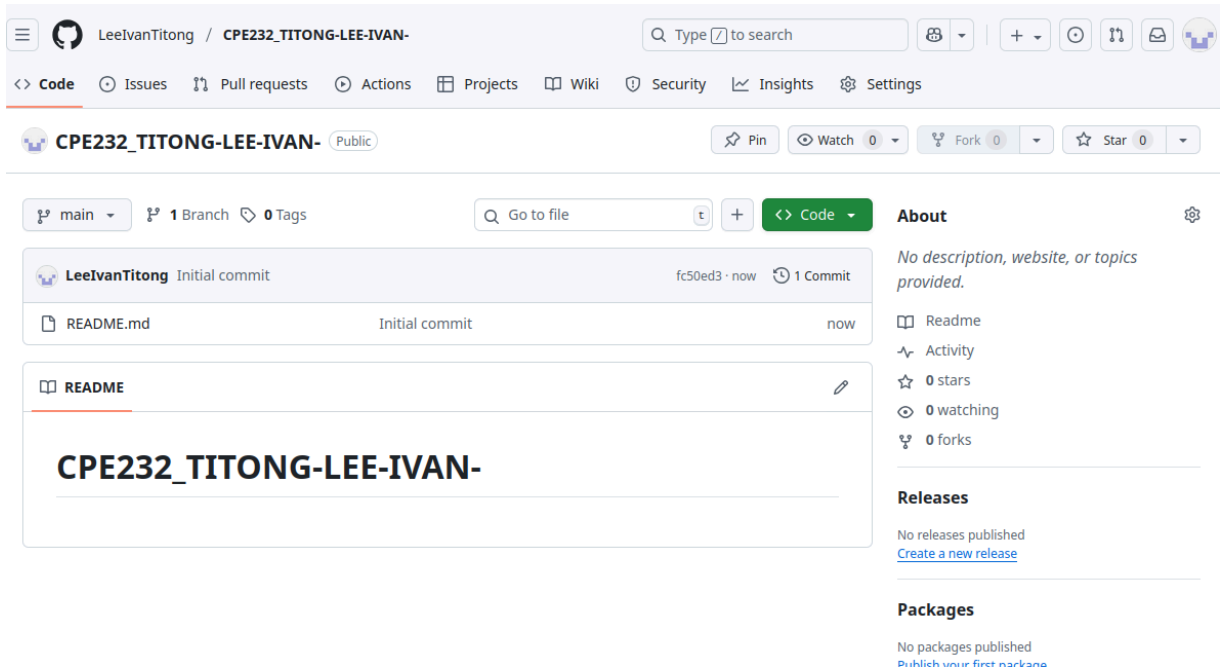 LeeIvanTitong / CPE232_TITONG-LEE-IVAN-
Type / to search
<> Code Issues Pull requests Actions Projects Wiki Security Insights Settings
CPE232_TITONG-LEE-IVAN- Public
Pin Watch 0 Fork 0 Star 0
main 1 Branch 0 Tags
Go to file t + <> Code
LeeIvanTitong Initial commit fc50ed3 · now 1 Commit
README.md Initial commit now
README
CPE232_TITONG-LEE-IVAN-
About
No description, website, or topics
provided.
Readme
Activity
0 stars
0 watching
0 forks
Releases
No releases published
Create a new release
Packages
No packages published
Publish your first package